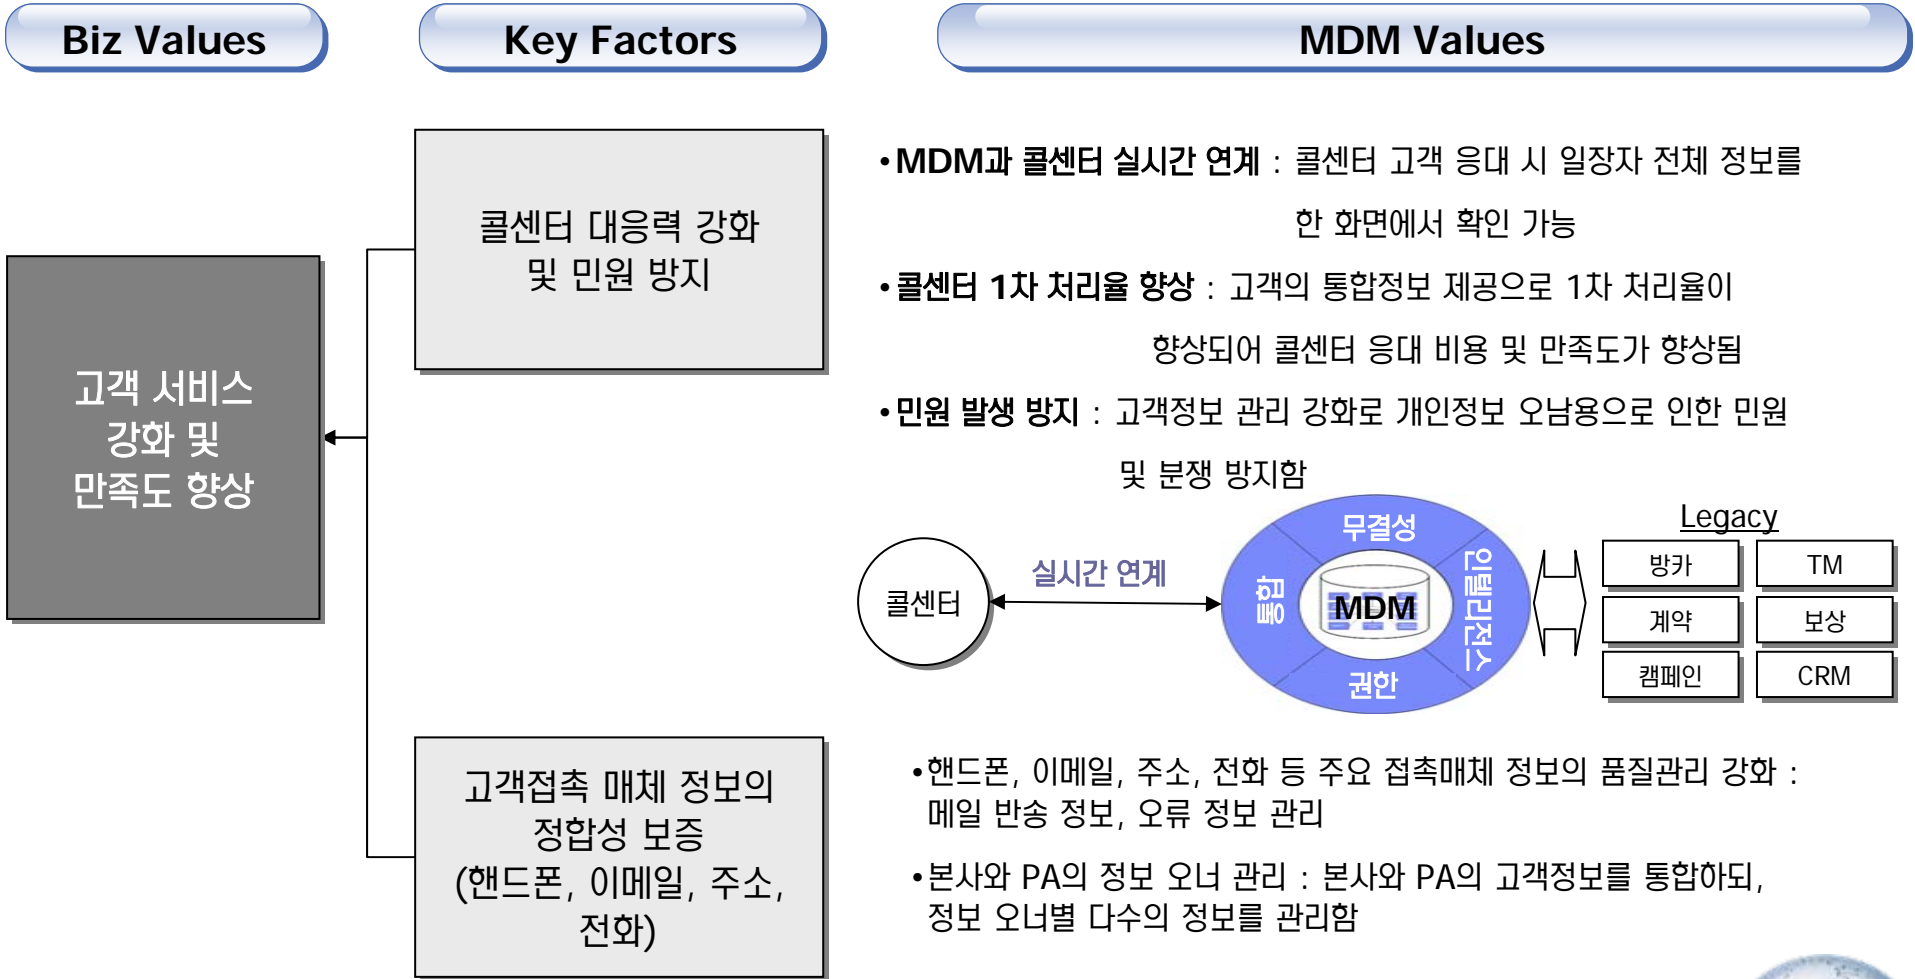 Biz Values
Key Factors
MDM Values
고객 서비스
강화 및
만족도 향상
콜센터 대응력 강화
및 민원 방지
•MDM과 콜센터 실시간 연계 : 콜센터 고객 응대 시 일장자 전체 정보를
한 화면에서 확인 가능
•콜센터 1차 처리율 향상 : 고객의 통합정보 제공으로 1차 처리율이
향상되어 콜센터 응대 비용 및 만족도가 향상됨
•민원 발생 방지 : 고객정보 관리 강화로 개인정보 오남용으로 인한 민원
및 분쟁 방지함
콜센터
실시간 연계
무결성
통합
MDM
인텔리전스
권한
Legacy
방카
TM
계약
보상
캠페인
CRM
고객접촉 매체 정보의
정합성 보증
(핸드폰, 이메일, 주소,
전화)
•핸드폰, 이메일, 주소, 전화 등 주요 접촉매체 정보의 품질관리 강화 :
메일 반송 정보, 오류 정보 관리
•본사와 PA의 정보 오너 관리 : 본사와 PA의 고객정보를 통합하되,
정보 오너별 다수의 정보를 관리함